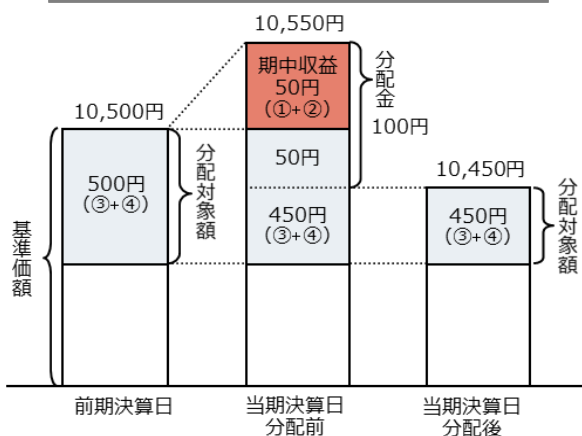 10,550円
期中収益
50円
(①+②)
分配金
100円
10,500円
500円
(③+④)
分配対象額
50円
450円
(③+④)
10,450円
450円
(③+④)
分配対象額
基準価額
前期決算日
当期決算日
分配前
当期決算日
分配後